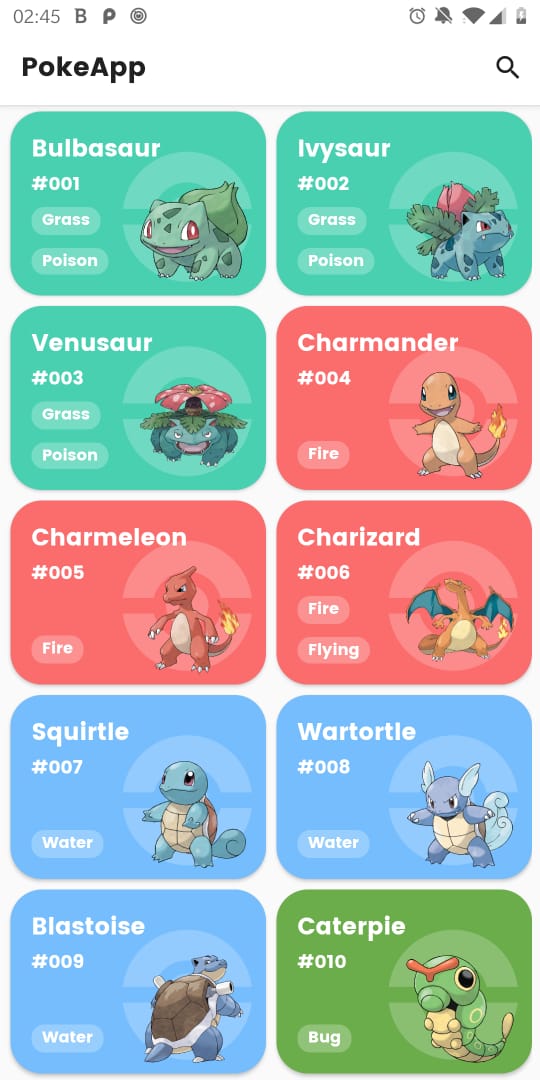 02:45
PokeApp
Bulbasaur
#001
Grass
Poison
Ivysaur
#002
Grass
Poison
Venusaur
#003
Grass
Poison
Charmander
#004
Fire
Charmeleon
#005
Fire
Charizard
#006
Fire
Flying
Squirtle
#007
Water
Wartortle
#008
Water
Blastoise
#009
Water
Caterpie
#010
Bug